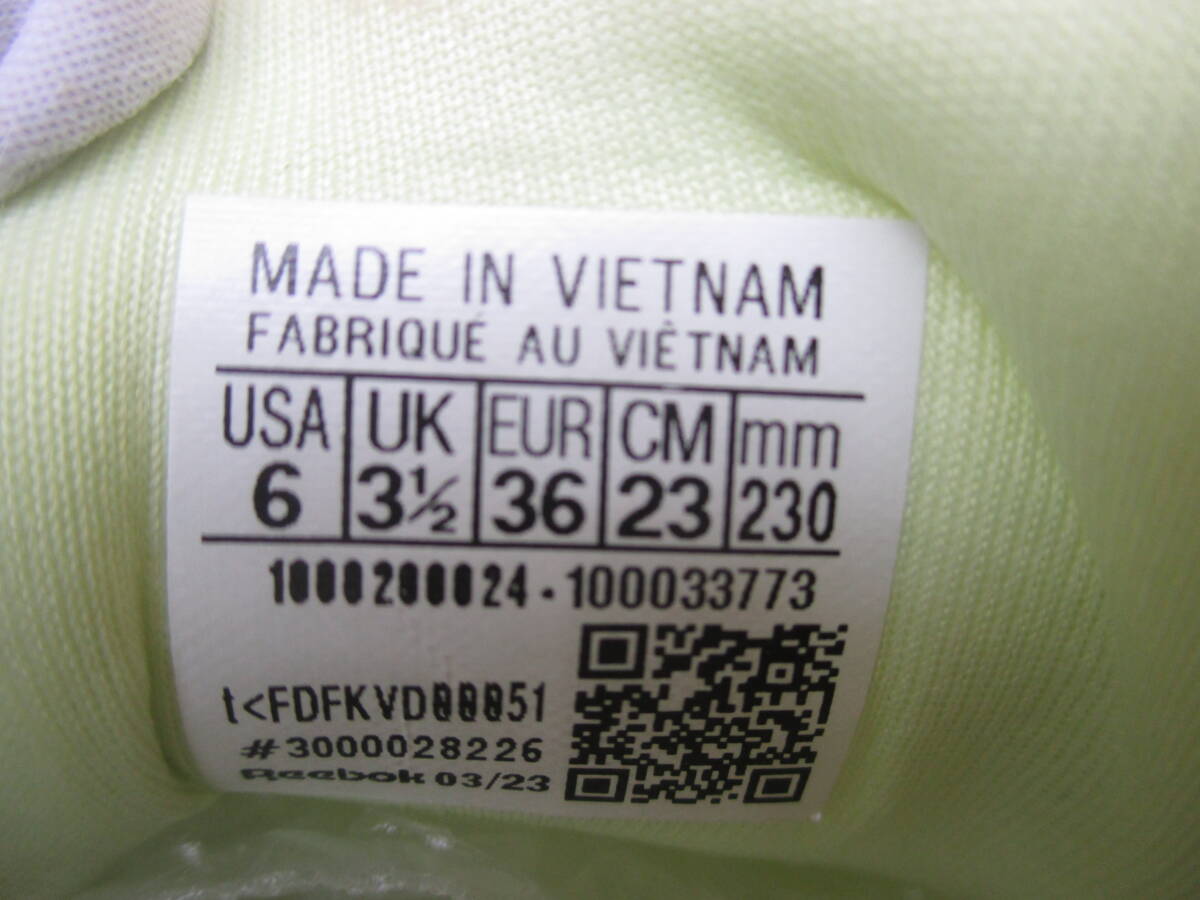 MADE IN VIETNAM
FABRIQUÉ AU VIÊTNAM
USA UK EUR CM mm
6 3½ 36 23 230
1000200024-100033773
t<FDFKVD00051
#3000028226
Reebok 03/23